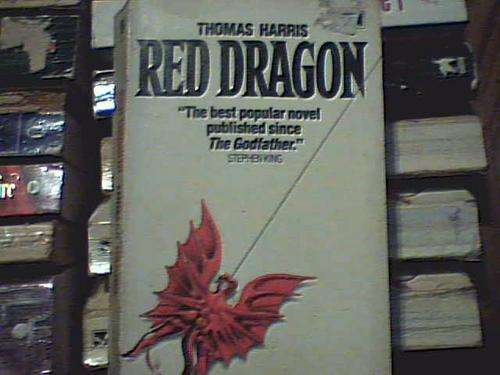 THOMAS HARRIS
RED DRAGON
"The best popular novel
published since
The Godfather."
STEPHEN KING